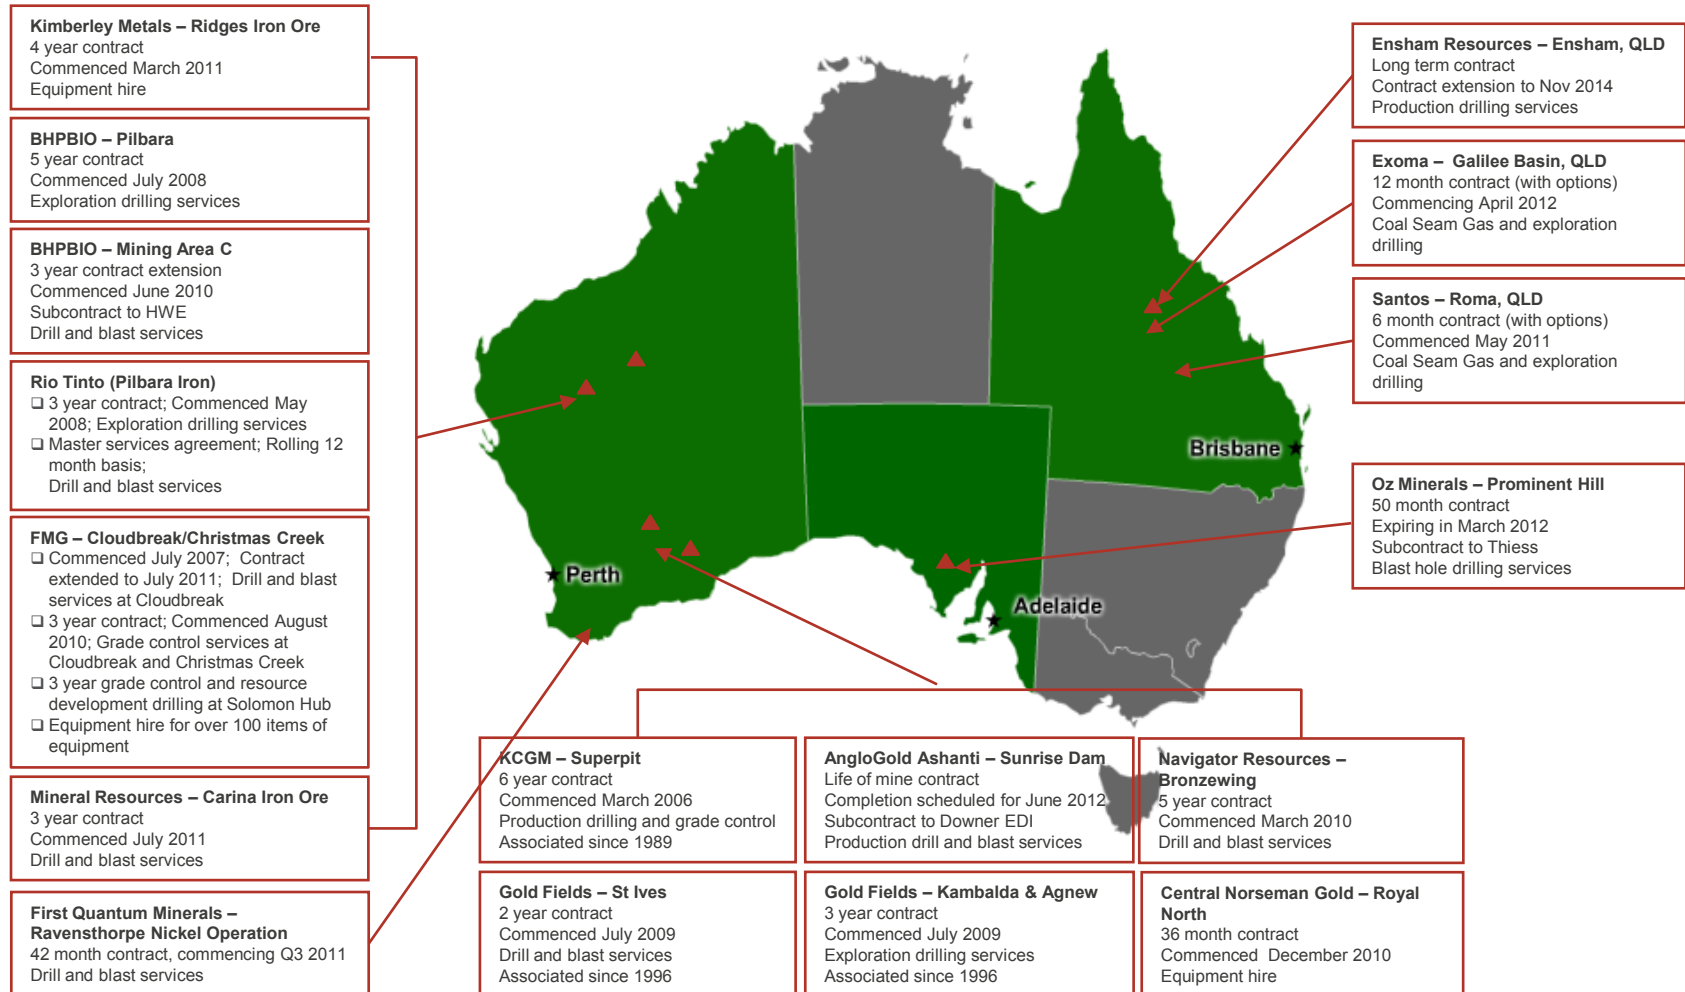 Kimberley Metals – Ridges Iron Ore
4 year contract
Commenced March 2011
Equipment hire
BHPBIO – Pilbara
5 year contract
Commenced July 2008
Exploration drilling services
BHPBIO – Mining Area C
3 year contract extension
Commenced June 2010
Subcontract to HWE
Drill and blast services
Rio Tinto (Pilbara Iron)
❑ 3 year contract; Commenced May
2008; Exploration drilling services
❑ Master services agreement; Rolling 12
month basis;
Drill and blast services
FMG – Cloudbreak/Christmas Creek
❑ Commenced July 2007; Contract
extended to July 2011; Drill and blast
services at Cloudbreak
❑ 3 year contract; Commenced August
2010; Grade control services at
Cloudbreak and Christmas Creek
❑ 3 year grade control and resource
development drilling at Solomon Hub
❑ Equipment hire for over 100 items of
equipment
Mineral Resources – Carina Iron Ore
3 year contract
Commenced July 2011
Drill and blast services
First Quantum Minerals –
Ravensthorpe Nickel Operation
42 month contract, commencing Q3 2011
Drill and blast services
Perth
Adelaide
Brisbane
Ensham Resources – Ensham, QLD
Long term contract
Contract extension to Nov 2014
Production drilling services
Exoma – Galilee Basin, QLD
12 month contract (with options)
Commencing April 2012
Coal Seam Gas and exploration
drilling
Santos – Roma, QLD
6 month contract (with options)
Commenced May 2011
Coal Seam Gas and exploration
drilling
Oz Minerals – Prominent Hill
50 month contract
Expiring in March 2012
Subcontract to Thiess
Blast hole drilling services
KCGM – Superpit
6 year contract
Commenced March 2006
Production drilling and grade control
Associated since 1989
AngloGold Ashanti – Sunrise Dam
Life of mine contract
Completion scheduled for June 2012
Subcontract to Downer EDI
Production drill and blast services
Navigator Resources –
Bronzewing
5 year contract
Commenced March 2010
Drill and blast services
Gold Fields – St Ives
2 year contract
Commenced July 2009
Drill and blast services
Associated since 1996
Gold Fields – Kambalda & Agnew
3 year contract
Commenced July 2009
Exploration drilling services
Associated since 1996
Central Norseman Gold – Royal
North
36 month contract
Commenced December 2010
Equipment hire